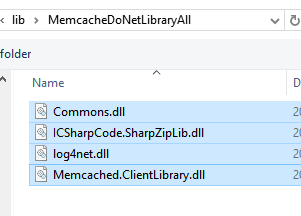 lib > MemcacheDoNetLibraryAll
folder
Name
Commons.dll
ICSharpCode.SharpZipLib.dll
log4net.dll
Memcached.ClientLibrary.dll